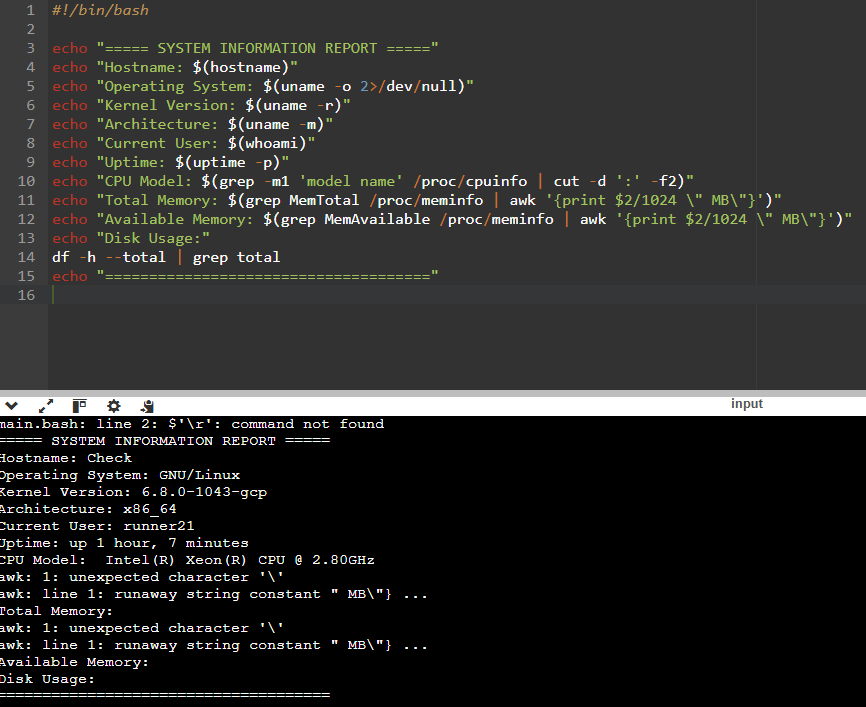 1 #!/bin/bash
2
3 echo "===== SYSTEM INFORMATION REPORT ====="
4 echo "Hostname: $(hostname)"
5 echo "Operating System: $(uname -o 2>/dev/null)"
6 echo "Kernel Version: $(uname -r)"
7 echo "Architecture: $(uname -m)"
8 echo "Current User: $(whoami)"
9 echo "Uptime: $(uptime -p)"
10 echo "CPU Model: $(grep -m1 'model name' /proc/cpuinfo | cut -d ':' -f2)"
11 echo "Total Memory: $(grep MemTotal /proc/meminfo | awk '{print $2/1024 \" MB\"}')"
12 echo "Available Memory: $(grep MemAvailable /proc/meminfo | awk '{print $2/1024 \" MB\"}')"
13 echo "Disk Usage:"
14 df -h --total | grep total
15 echo "====================================="
16
input
main.bash: line 2: $'\r': command not found
===== SYSTEM INFORMATION REPORT =====
Hostname: Check
Operating System: GNU/Linux
Kernel Version: 6.8.0-1043-gcp
Architecture: x86_64
Current User: runner21
Uptime: up 1 hour, 7 minutes
CPU Model:  Intel(R) Xeon(R) CPU @ 2.80GHz
awk: 1: unexpected character '\'
awk: line 1: runaway string constant " MB\"} ...
Total Memory:
awk: 1: unexpected character '\'
awk: line 1: runaway string constant " MB\"} ...
Available Memory:
Disk Usage:
=====================================